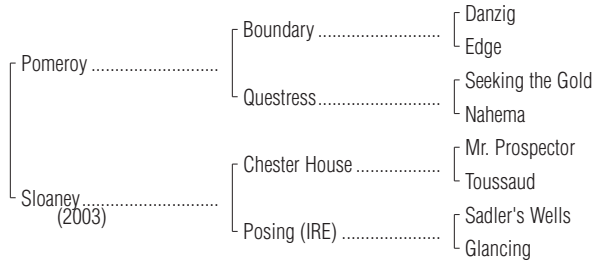 Danzig
Boundary ................................
Edge
Pomeroy .................................
Seeking the Gold
Questress................................
Nahema
Mr. Prospector
Chester House ......................
Toussaud
Sloaney...................................
(2003)
Sadler's Wells
Posing (IRE) .........................
Glancing